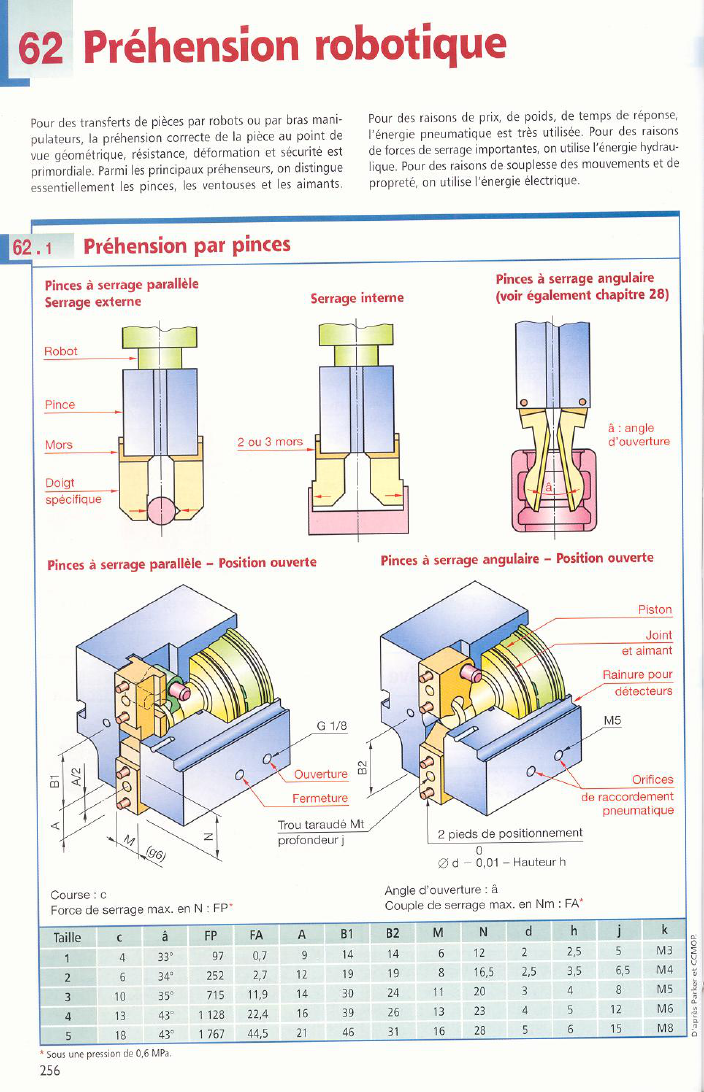 62 Préhension robotique
Pour des transferts de pièces par robots ou par bras mani-
pulateurs, la préhension correcte de la pièce au point de
vue géométrique, résistance, déformation et sécurité est
primordiale. Parmi les principaux préhenseurs, on distingue
essentiellement les pinces, les ventouses et les aimants.
Pour des raisons de prix, de poids, de temps de réponse,
l'énergie pneumatique est très utilisée. Pour des raisons
de forces de serrage importantes, on utilise l'énergie hydrau-
lique. Pour des raisons de souplesse des mouvements et de
propreté, on utilise l'énergie électrique.
62.1 Préhension par pinces
Pinces à serrage parallèle
Serrage externe
Serrage interne
Pinces à serrage angulaire
(voir également chapitre 28)
Robot
Pince
Mors
Doigt
spécifique
2 ou 3 mors
â : angle
d'ouverture
â
Pinces à serrage parallèle – Position ouverte
Pinces à serrage angulaire – Position ouverte
Piston
Joint
et aimant
Rainure pour
détecteurs
G 1/8
M5
Ouverture
Fermeture
B1
A/2
A
M (g6)
N
B2
Orifices
de raccordement
pneumatique
Trou taraudé Mt
profondeur j
2 pieds de positionnement
0
Ø d – 0,01 – Hauteur h
Course : c
Force de serrage max. en N : FP*
Angle d'ouverture : â
Couple de serrage max. en Nm : FA*
Taille c â FP FA A B1 B2 M N d h j k
1 4 33° 97 0,7 9 14 14 6 12 2 2,5 5 M3
2 6 34° 252 2,7 12 19 19 8 16,5 2,5 3,5 6,5 M4
3 10 35° 715 11,9 14 30 24 11 20 3 4 8 M5
4 13 43° 1 128 22,4 16 39 26 13 23 4 5 12 M6
5 18 43° 1 767 44,5 21 46 31 16 28 5 6 15 M8
D'après Parker et CCMOP.
* Sous une pression de 0,6 MPa.
256